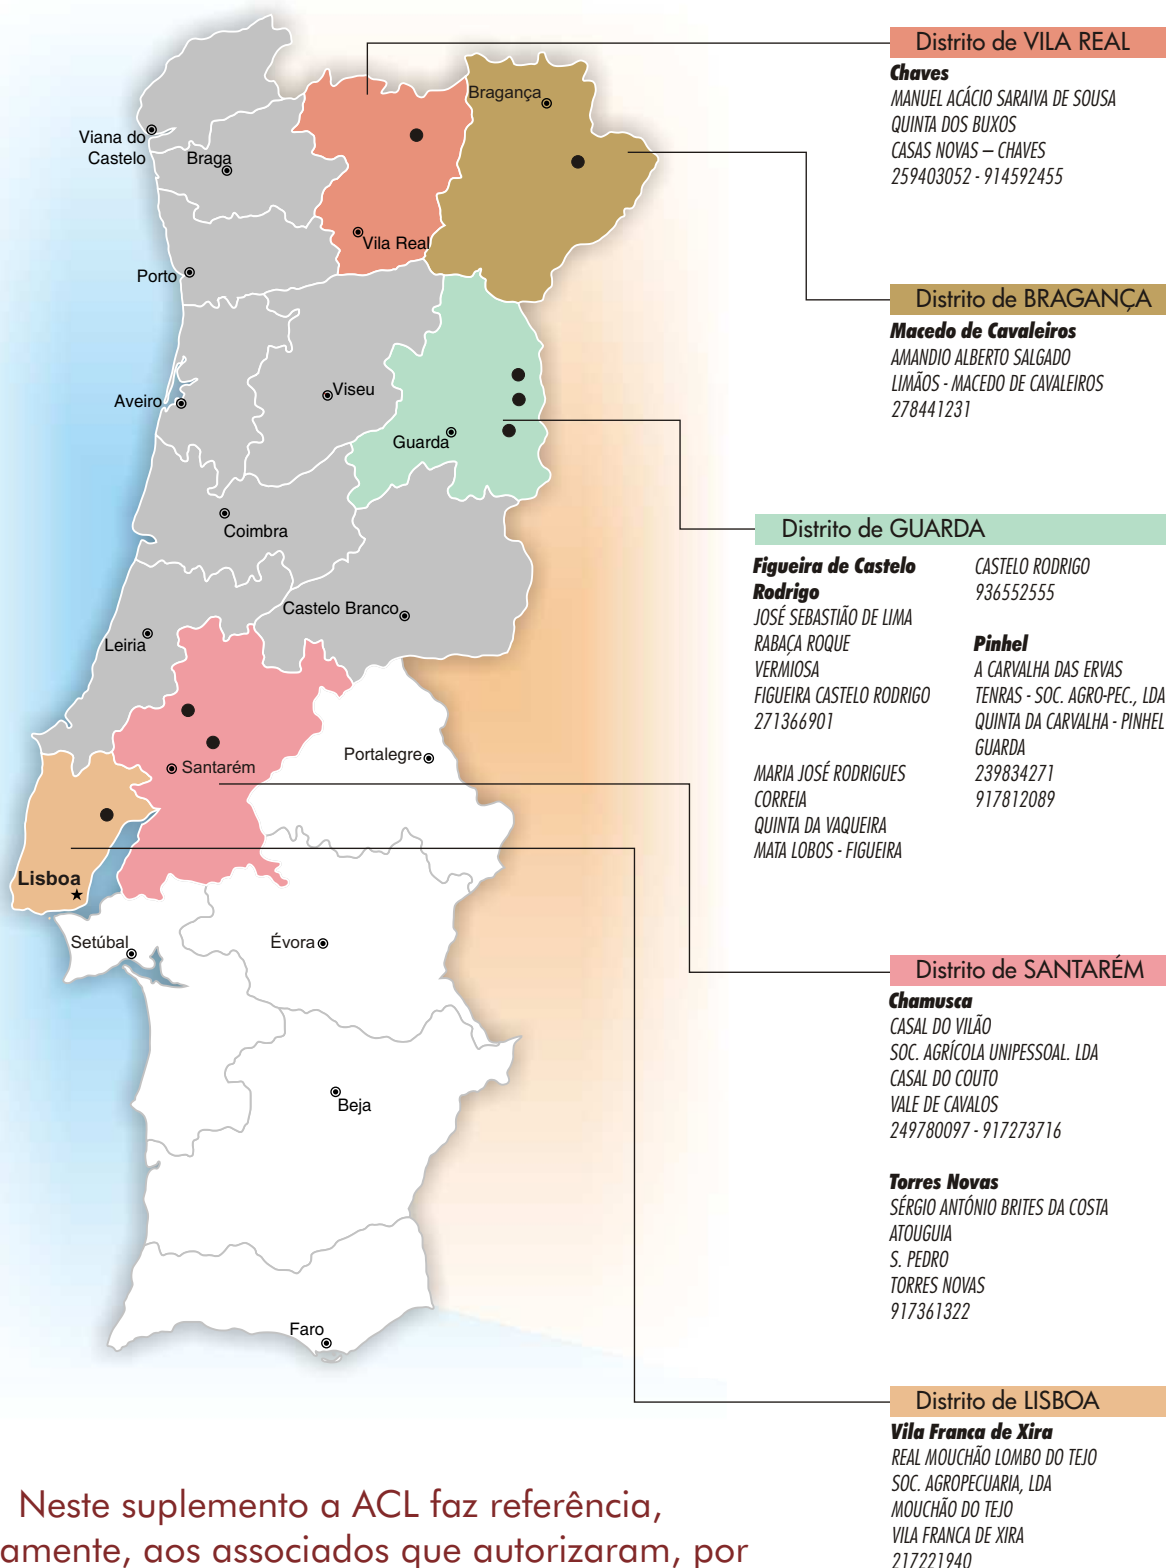 Viana do
Castelo
Braga
Bragança
Vila Real
Porto
Aveiro
Viseu
Guarda
Coimbra
Castelo Branco
Leiria
Santarém
Portalegre
Lisboa
Setúbal
Évora
Beja
Faro
Distrito de VILA REAL
Chaves
MANUEL ACÁCIO SARAIVA DE SOUSA
QUINTA DOS BUXOS
CASAS NOVAS – CHAVES
259403052 - 914592455
Distrito de BRAGANÇA
Macedo de Cavaleiros
AMANDIO ALBERTO SALGADO
LIMÃOS - MACEDO DE CAVALEIROS
278441231
Distrito de GUARDA
Figueira de Castelo
Rodrigo
JOSÉ SEBASTIÃO DE LIMA
RABAÇA ROQUE
VERMIOSA
FIGUEIRA CASTELO RODRIGO
271366901
MARIA JOSÉ RODRIGUES
CORREIA
QUINTA DA VAQUEIRA
MATA LOBOS - FIGUEIRA
CASTELO RODRIGO
936552555
Pinhel
A CARVALHA DAS ERVAS
TENRAS - SOC. AGRO-PEC., LDA
QUINTA DA CARVALHA - PINHEL
GUARDA
239834271
917812089
Distrito de SANTARÉM
Chamusca
CASAL DO VILÃO
SOC. AGRÍCOLA UNIPESSOAL. LDA
CASAL DO COUTO
VALE DE CAVALOS
249780097 - 917273716
Torres Novas
SÉRGIO ANTÓNIO BRITES DA COSTA
ATOUGUIA
S. PEDRO
TORRES NOVAS
917361322
Distrito de LISBOA
Vila Franca de Xira
REAL MOUCHÃO LOMBO DO TEJO
SOC. AGROPECUARIA, LDA
MOUCHÃO DO TEJO
VILA FRANCA DE XIRA
217221940
Neste suplemento a ACL faz referência,
amente, aos associados que autorizaram, por